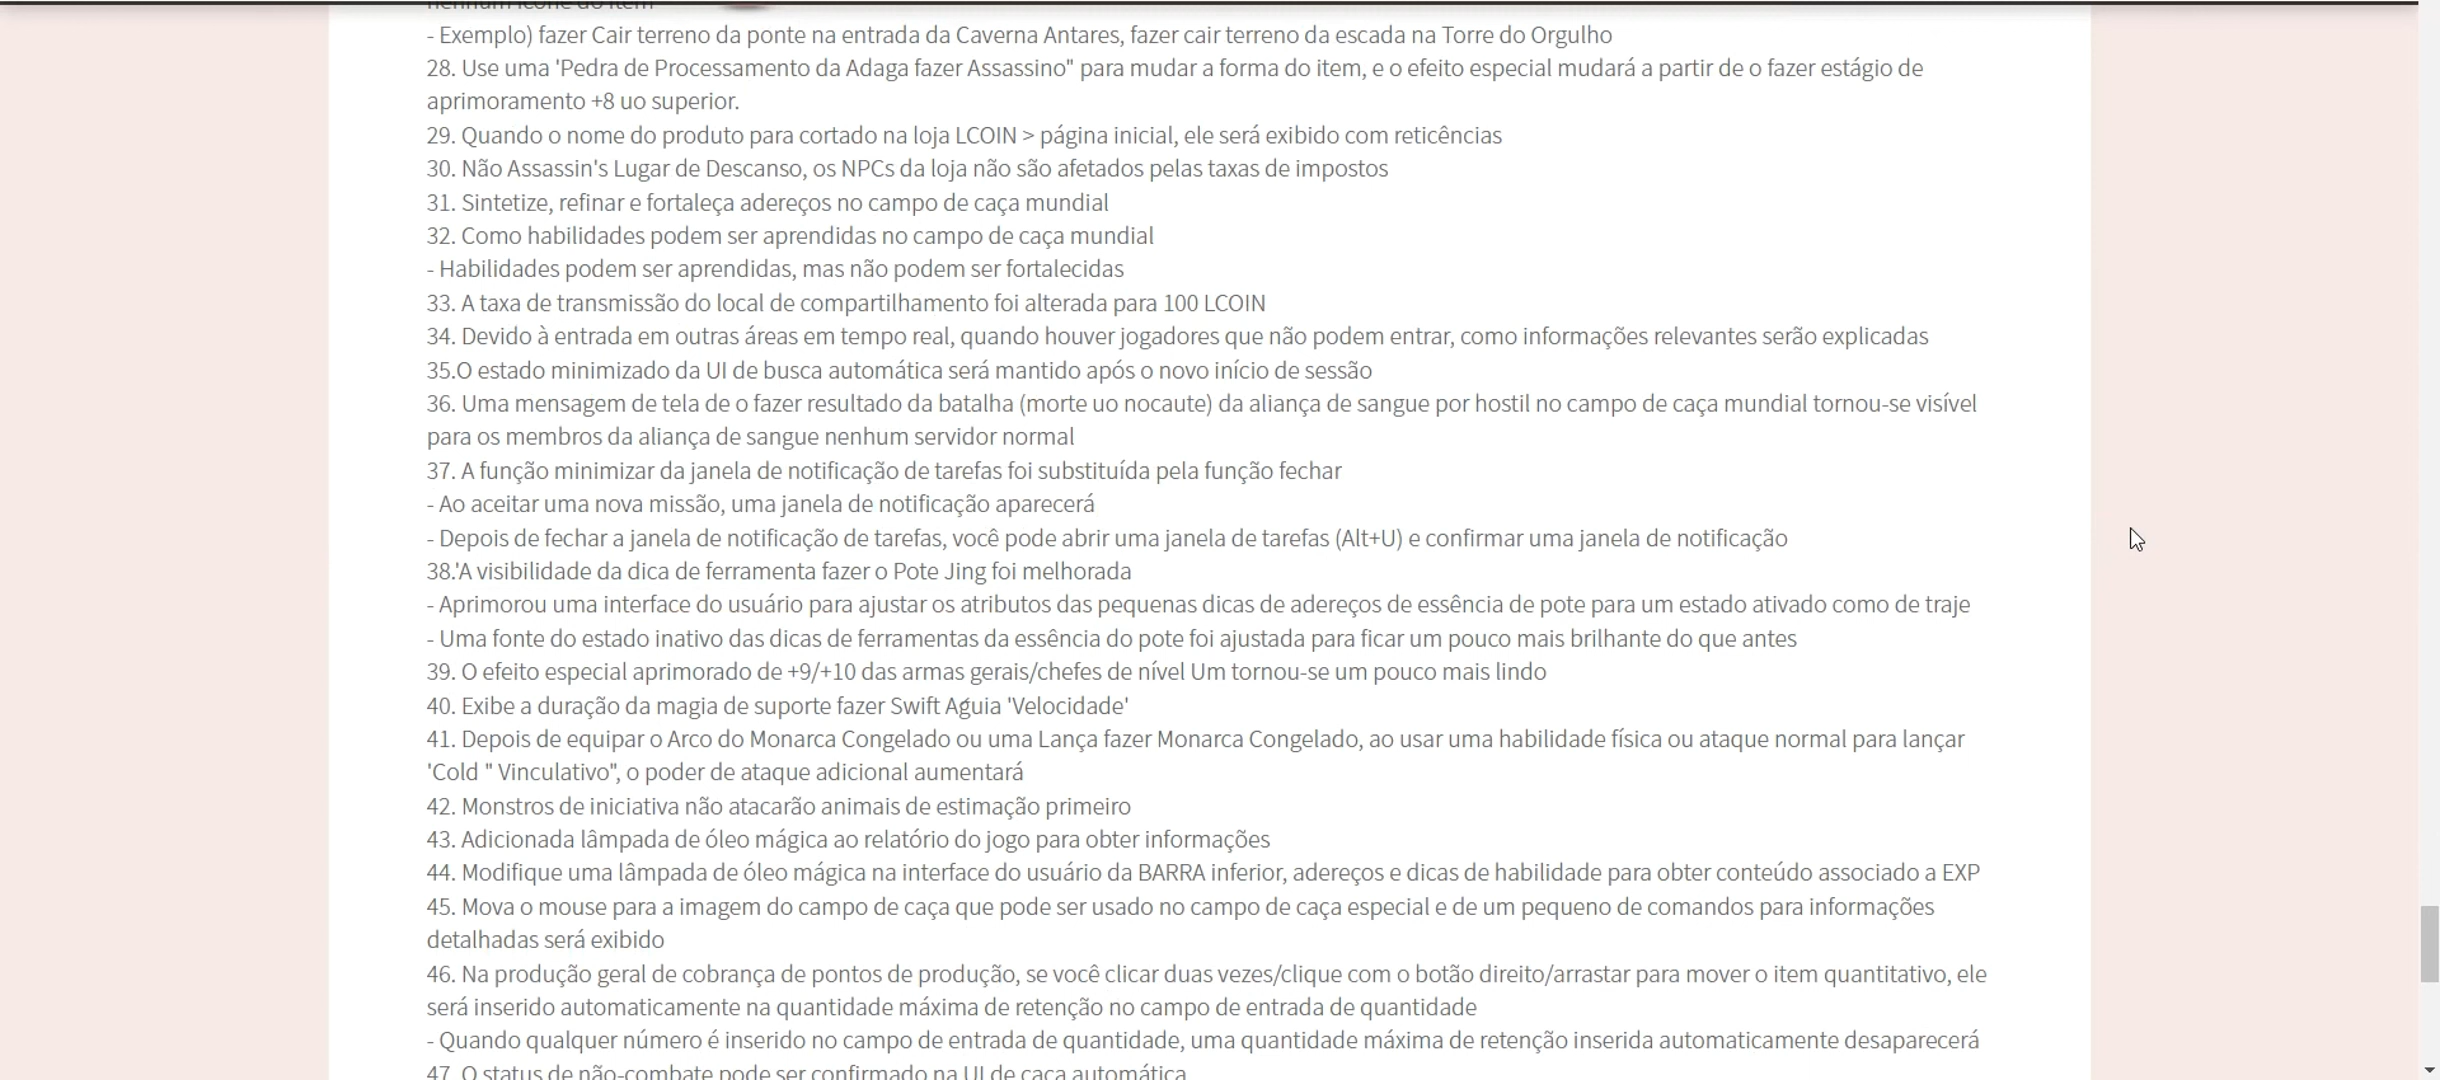 nenhum ícone do item
- Exemplo) fazer Cair terreno da ponte na entrada da Caverna Antares, fazer cair terreno da escada na Torre do Orgulho
28. Use uma 'Pedra de Processamento da Adaga fazer Assassino" para mudar a forma do item, e o efeito especial mudará a partir de o fazer estágio de
aprimoramento +8 uo superior.
29. Quando o nome do produto para cortado na loja LCOIN > página inicial, ele será exibido com reticências
30. Não Assassin's Lugar de Descanso, os NPCs da loja não são afetados pelas taxas de impostos
31. Sintetize, refinar e fortaleça adereços no campo de caça mundial
32. Como habilidades podem ser aprendidas no campo de caça mundial
- Habilidades podem ser aprendidas, mas não podem ser fortalecidas
33. A taxa de transmissão do local de compartilhamento foi alterada para 100 LCOIN
34. Devido à entrada em outras áreas em tempo real, quando houver jogadores que não podem entrar, como informações relevantes serão explicadas
35.O estado minimizado da UI de busca automática será mantido após o novo início de sessão
36. Uma mensagem de tela de o fazer resultado da batalha (morte uo nocaute) da aliança de sangue por hostil no campo de caça mundial tornou-se visível
para os membros da aliança de sangue nenhum servidor normal
37. A função minimizar da janela de notificação de tarefas foi substituída pela função fechar
- Ao aceitar uma nova missão, uma janela de notificação aparecerá
- Depois de fechar a janela de notificação de tarefas, você pode abrir uma janela de tarefas (Alt+U) e confirmar uma janela de notificação
38.'A visibilidade da dica de ferramenta fazer o Pote Jing foi melhorada
- Aprimorou uma interface do usuário para ajustar os atributos das pequenas dicas de adereços de essência de pote para um estado ativado como de traje
- Uma fonte do estado inativo das dicas de ferramentas da essência do pote foi ajustada para ficar um pouco mais brilhante do que antes
39. O efeito especial aprimorado de +9/+10 das armas gerais/chefes de nível Um tornou-se um pouco mais lindo
40. Exibe a duração da magia de suporte fazer Swift Aguia 'Velocidade'
41. Depois de equipar o Arco do Monarca Congelado ou uma Lança fazer Monarca Congelado, ao usar uma habilidade física ou ataque normal para lançar
'Cold " Vinculativo", o poder de ataque adicional aumentará
42. Monstros de iniciativa não atacarão animais de estimação primeiro
43. Adicionada lâmpada de óleo mágica ao relatório do jogo para obter informações
44. Modifique uma lâmpada de óleo mágica na interface do usuário da BARRA inferior, adereços e dicas de habilidade para obter conteúdo associado a EXP
45. Mova o mouse para a imagem do campo de caça que pode ser usado no campo de caça especial e de um pequeno de comandos para informações
detalhadas será exibido
46. Na produção geral de cobrança de pontos de produção, se você clicar duas vezes/clique com o botão direito/arrastar para mover o item quantitativo, ele
será inserido automaticamente na quantidade máxima de retenção no campo de entrada de quantidade
- Quando qualquer número é inserido no campo de entrada de quantidade, uma quantidade máxima de retenção inserida automaticamente desaparecerá
47. O status de não-combate pode ser confirmado na UI de caça automática